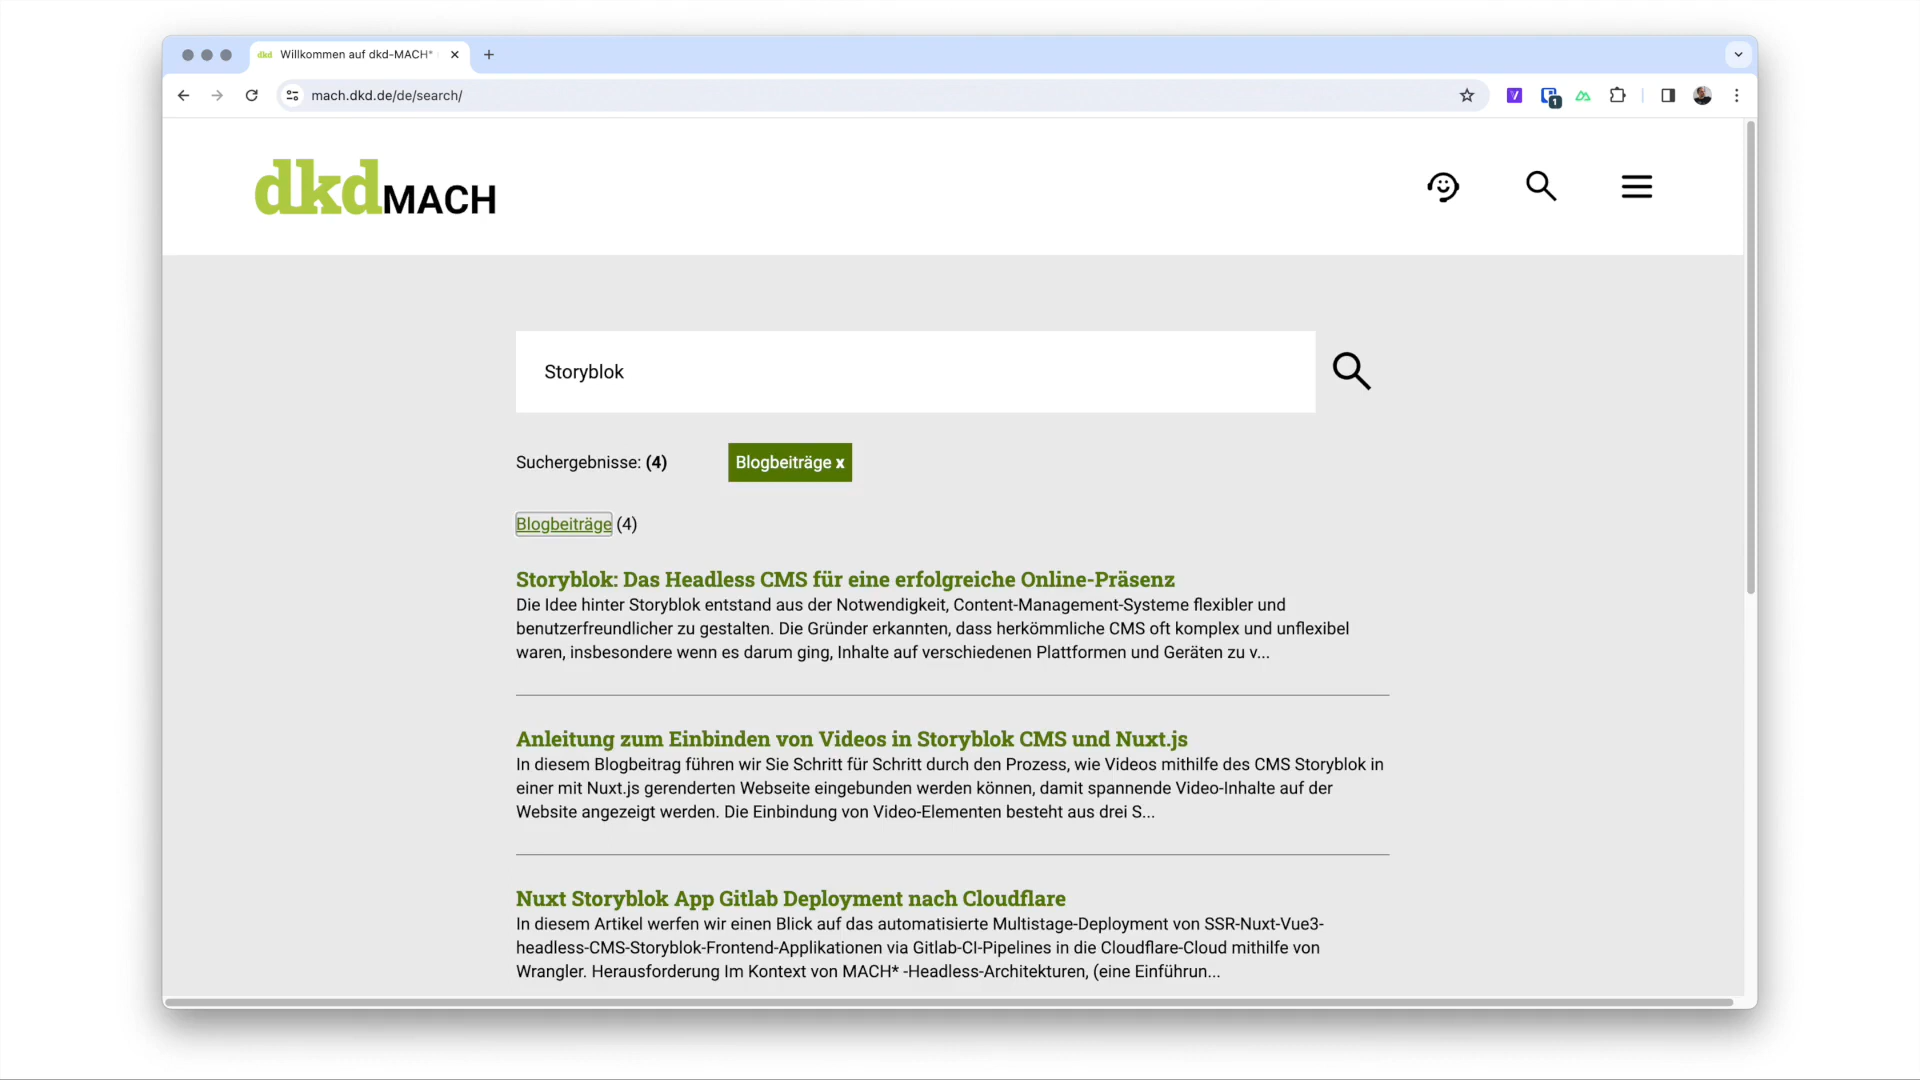 dkd Willkommen auf dkd-MACH*
mach.dkd.de/de/search/
1
dkd MACH
Storyblok
Suchergebnisse: (4)
Blogbeiträge x
Blogbeiträge (4)
Storyblok: Das Headless CMS für eine erfolgreiche Online-Präsenz
Die Idee hinter Storyblok entstand aus der Notwendigkeit, Content-Management-Systeme flexibler und
benutzerfreundlicher zu gestalten. Die Gründer erkannten, dass herkömmliche CMS oft komplex und unflexibel
waren, insbesondere wenn es darum ging, Inhalte auf verschiedenen Plattformen und Geräten zu v...
Anleitung zum Einbinden von Videos in Storyblok CMS und Nuxt.js
In diesem Blogbeitrag führen wir Sie Schritt für Schritt durch den Prozess, wie Videos mithilfe des CMS Storyblok in
einer mit Nuxt.js gerenderten Webseite eingebunden werden können, damit spannende Video-Inhalte auf der
Website angezeigt werden. Die Einbindung von Video-Elementen besteht aus drei S...
Nuxt Storyblok App Gitlab Deployment nach Cloudflare
In diesem Artikel werfen wir einen Blick auf das automatisierte Multistage-Deployment von SSR-Nuxt-Vue3-
headless-CMS-Storyblok-Frontend-Applikationen via Gitlab-CI-Pipelines in die Cloudflare-Cloud mithilfe von
Wrangler. Herausforderung Im Kontext von MACH* -Headless-Architekturen, (eine Einführun...